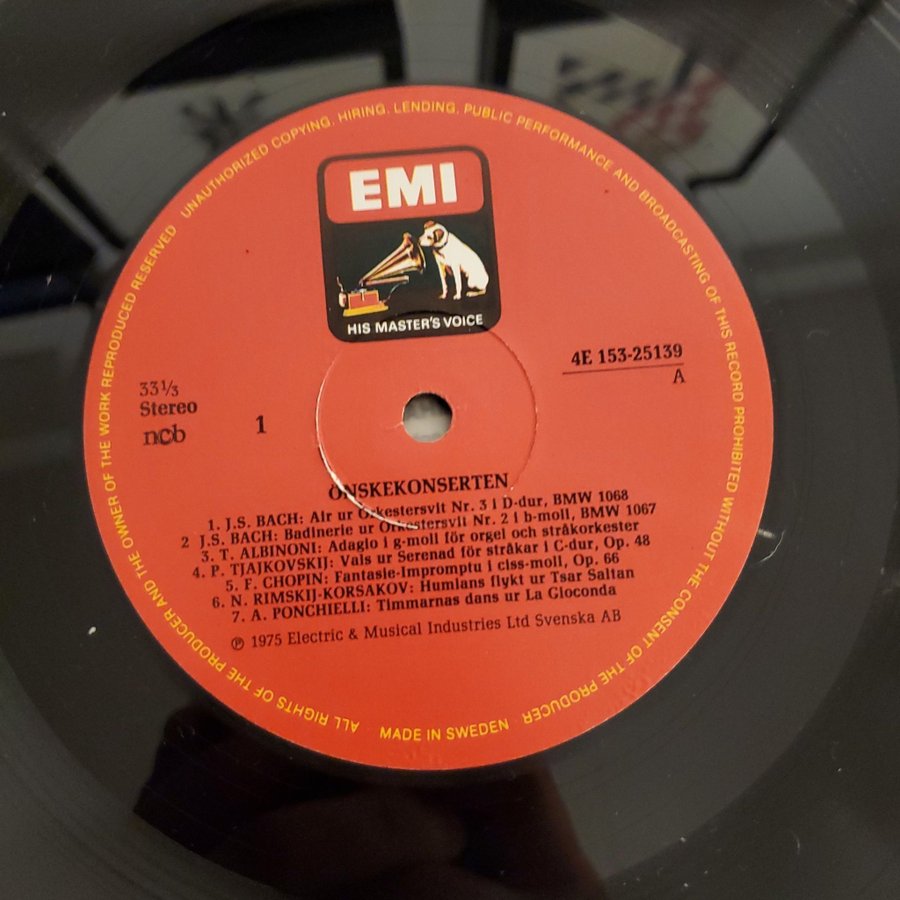 EMI
HIS MASTER'S VOICE
4E 153-25139
A
33 1/3
Stereo
ncb
1
ÖNSKEKONSERTEN
1. J.S. BACH: Air ur Orkestersvit Nr. 3 i D-dur, BMW 1068
2 J.S. BACH: Badinerie ur Orkestersvit Nr. 2 i b-moll, BMW 1067
3. T. ALBINONI: Adagio i g-moll för orgel och stråkorkester
4. P. TJAJKOVSKIJ: Vals ur Serenad för stråkar i C-dur, Op. 48
5. F. CHOPIN: Fantasie-Impromptu i ciss-moll, Op. 66
6. N. RIMSKIJ-KORSAKOV: Humlans flykt ur Tsar Saltan
7. A. PONCHIELLI: Timmarnas dans ur La Gioconda
℗ 1975 Electric & Musical Industries Ltd Svenska AB
ALL RIGHTS OF THE PRODUCER AND THE OWNER OF THE WORK REPRODUCED RESERVED UNAUTHORIZED COPYING. HIRING. LENDING. PUBLIC PERFORMANCE AND BROADCASTING OF THIS RECORD PROHIBITED WITHOUT THE CONSENT OF THE PRODUCER
MADE IN SWEDEN